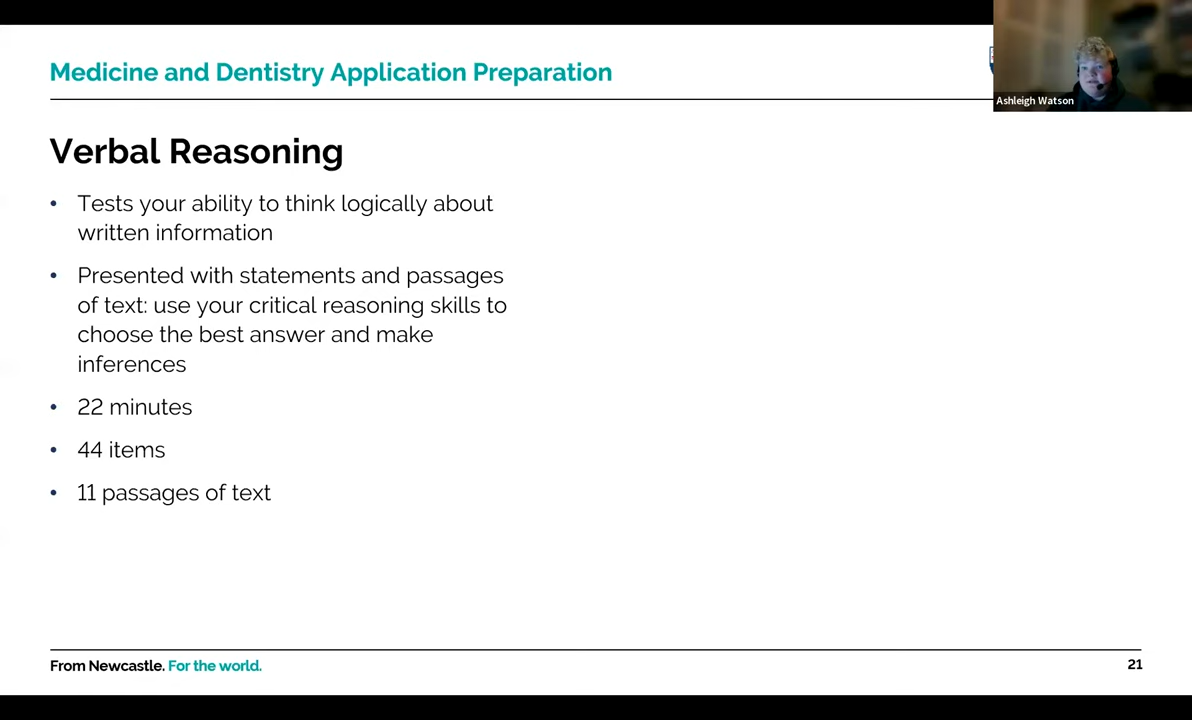 Medicine and Dentistry Application Preparation
Ashleigh Watson
Verbal Reasoning
• Tests your ability to think logically about
written information
• Presented with statements and passages
of text: use your critical reasoning skills to
choose the best answer and make
inferences
• 22 minutes
• 44 items
• 11 passages of text
From Newcastle. For the world.
21